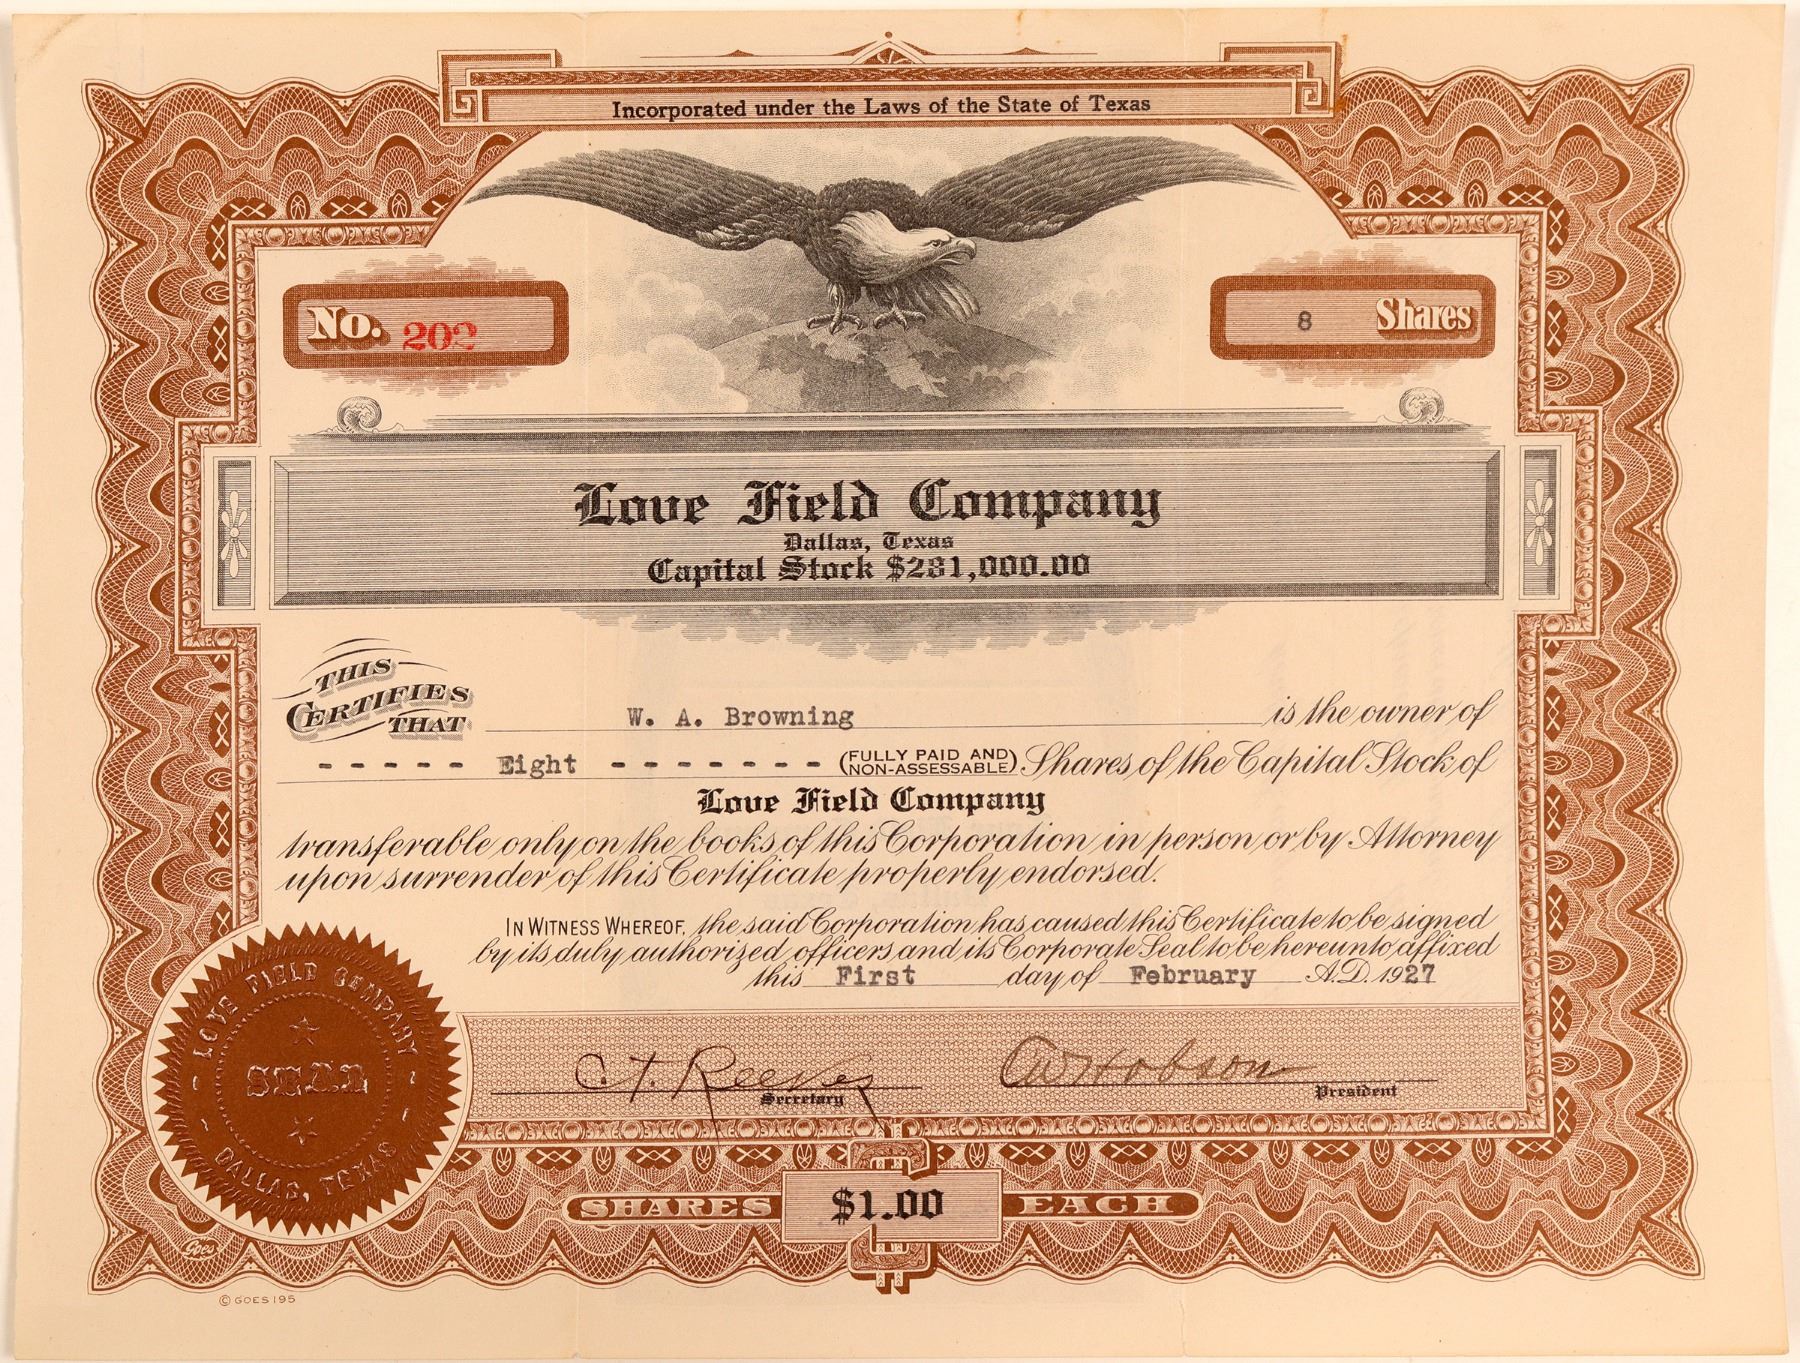 Incorporated under the Laws of the State of Texas
No. 202
8 Shares
Love Field Company
Dallas, Texas
Capital Stock $281,000.00
THIS CERTIFIES THAT W. A. Browning is the owner of
- - - - - Eight - - - - - - - (FULLY PAID AND NON-ASSESSABLE) Shares of the Capital Stock of
Love Field Company
transferable only on the books of this Corporation in person or by Attorney
upon surrender of this Certificate properly endorsed.
IN WITNESS WHEREOF, the said Corporation has caused this Certificate to be signed
by its duly authorized officers and its Corporate Seal to be hereunto affixed
this First day of February A.D. 1927
LOVE FIELD COMPANY
SEAL
DALLAS, TEXAS
C. T. Reeves
Secretary
CW Hobson
President
SHARES $1.00 EACH
Goes
© GOES 195